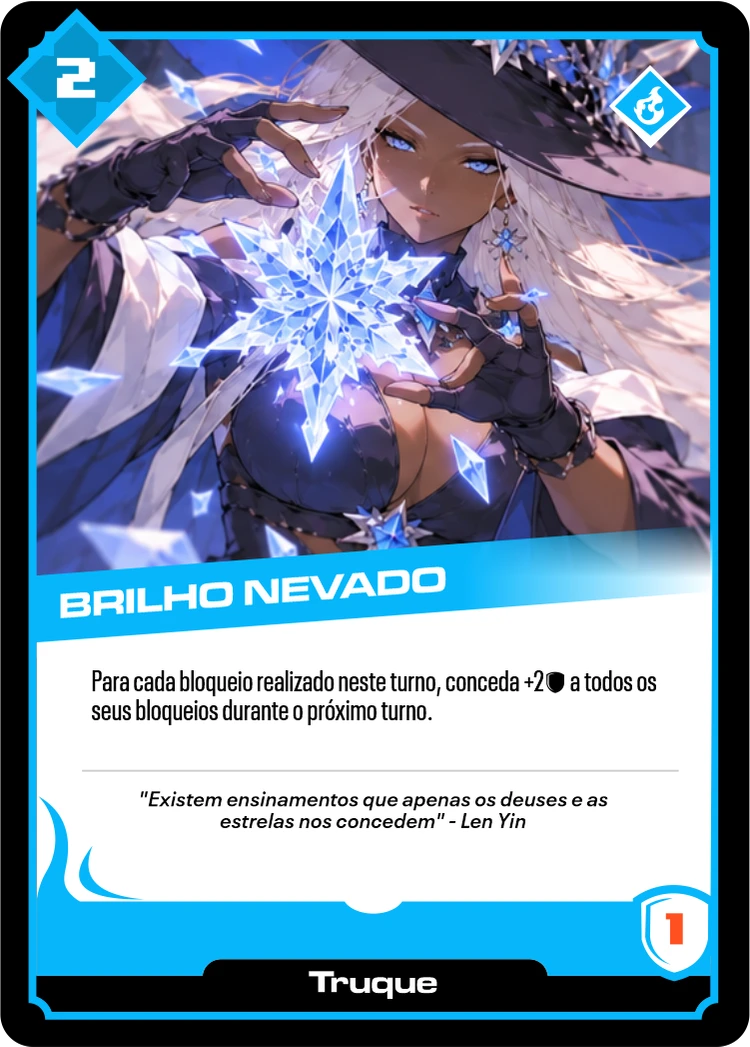 2
BRILHO NEVADO
Para cada bloqueio realizado neste turno, conceda +2 a todos os
seus bloqueios durante o próximo turno.
"Existem ensinamentos que apenas os deuses e as
estrelas nos concedem" - Len Yin
1
Truque